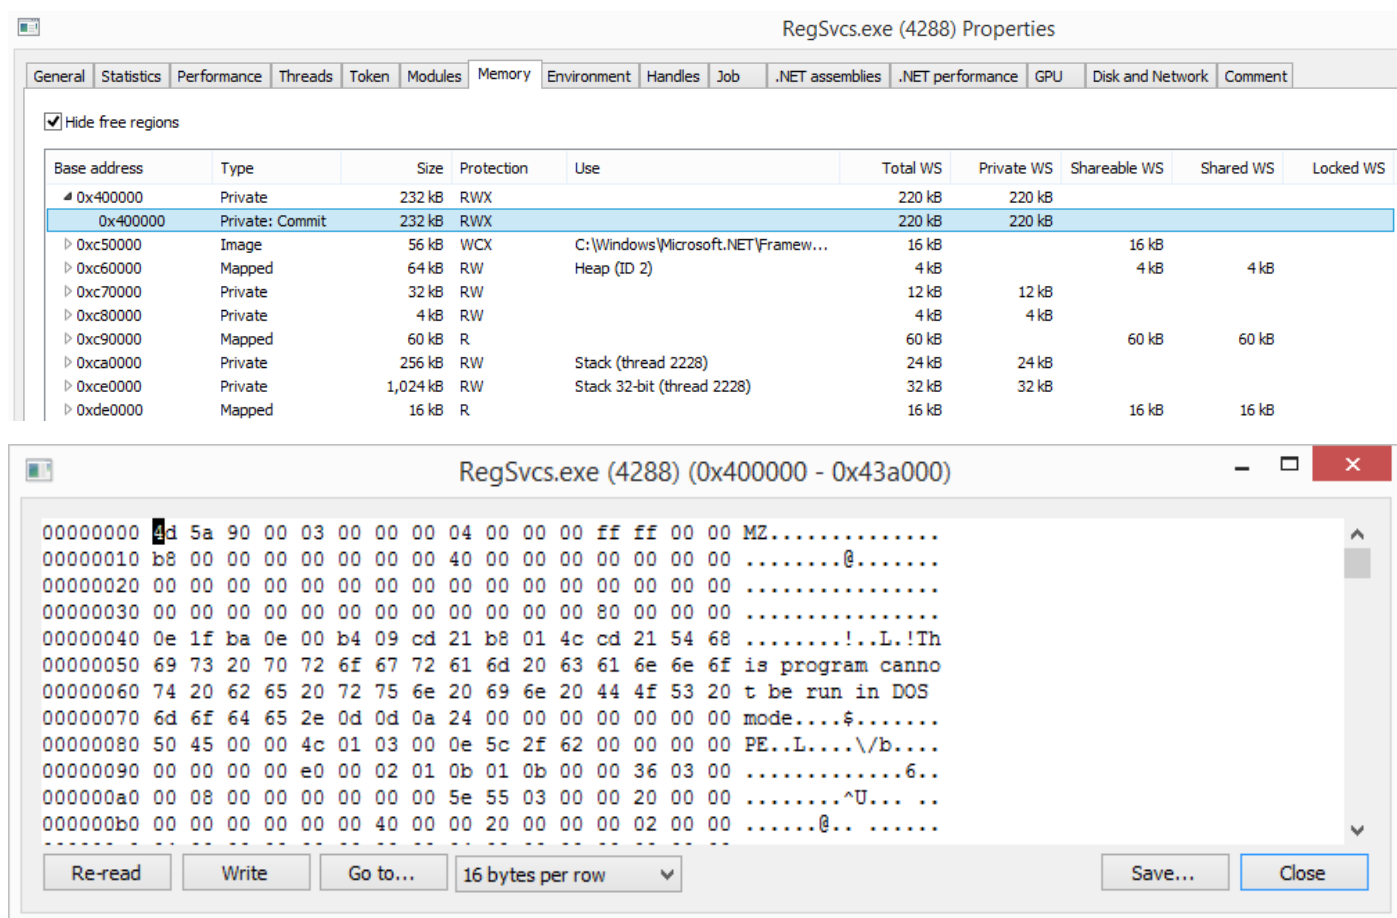 RegSvcs.exe (4288) Properties
General Statistics Performance Threads Token Modules Memory Environment Handles Job .NET assemblies .NET performance GPU Disk and Network Comment
Hide free regions
Base address Type Size Protection Use Total WS Private WS Shareable WS Shared WS Locked WS
0x400000 Private 232 kB RWX 220 kB 220 kB
0x400000 Private: Commit 232 kB RWX 220 kB 220 kB
0xc50000 Image 56 kB WCX C:\Windows\Microsoft.NET\Framew... 16 kB 16 kB
0xc60000 Mapped 64 kB RW Heap (ID 2) 4 kB 4 kB 4 kB
0xc70000 Private 32 kB RW 12 kB 12 kB
0xc80000 Private 4 kB RW 4 kB 4 kB
0xc90000 Mapped 60 kB R 60 kB 60 kB 60 kB
0xca0000 Private 256 kB RW Stack (thread 2228) 24 kB 24 kB
0xce0000 Private 1,024 kB RW Stack 32-bit (thread 2228) 32 kB 32 kB
0xde0000 Mapped 16 kB R 16 kB 16 kB 16 kB
RegSvcs.exe (4288) (0x400000 - 0x43a000)
00000000 4d 5a 90 00 03 00 00 00 04 00 00 00 ff ff 00 00 MZ..............
00000010 b8 00 00 00 00 00 00 00 40 00 00 00 00 00 00 00 ........@.......
00000020 00 00 00 00 00 00 00 00 00 00 00 00 00 00 00 00 ................
00000030 00 00 00 00 00 00 00 00 00 00 00 00 80 00 00 00 ................
00000040 0e 1f ba 0e 00 b4 09 cd 21 b8 01 4c cd 21 54 68 ........!..L.!Th
00000050 69 73 20 70 72 6f 67 72 61 6d 20 63 61 6e 6e 6f is program canno
00000060 74 20 62 65 20 72 75 6e 20 69 6e 20 44 4f 53 20 t be run in DOS
00000070 6d 6f 64 65 2e 0d 0d 0a 24 00 00 00 00 00 00 00 mode....$.......
00000080 50 45 00 00 4c 01 03 00 0e 5c 2f 62 00 00 00 00 PE..L....\/b....
00000090 00 00 00 00 e0 00 02 01 0b 01 0b 00 00 36 03 00 .............6..
000000a0 00 08 00 00 00 00 00 00 5e 55 03 00 00 20 00 00 ........^U... ..
000000b0 00 00 00 00 00 00 40 00 00 20 00 00 00 02 00 00 ......@.. ......
Re-read Write Go to... 16 bytes per row Save... Close